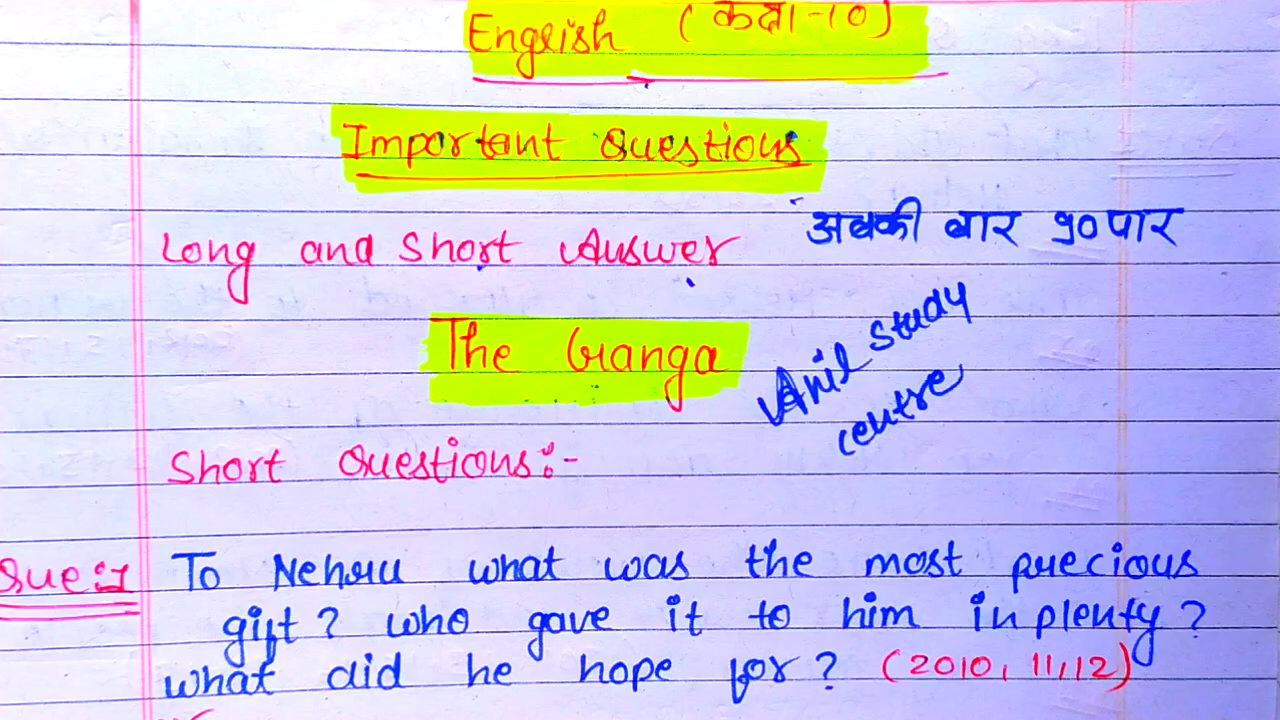 English (कक्षा-10)
Important Questions
Long and Short Answer
अबकी बार 90 पार
The Ganga
Anil study
centre
Short Questions:-
Que:1 To Nehru what was the most precious
gift? who gave it to him in plenty?
what did he hope for? (2010, 11,12)